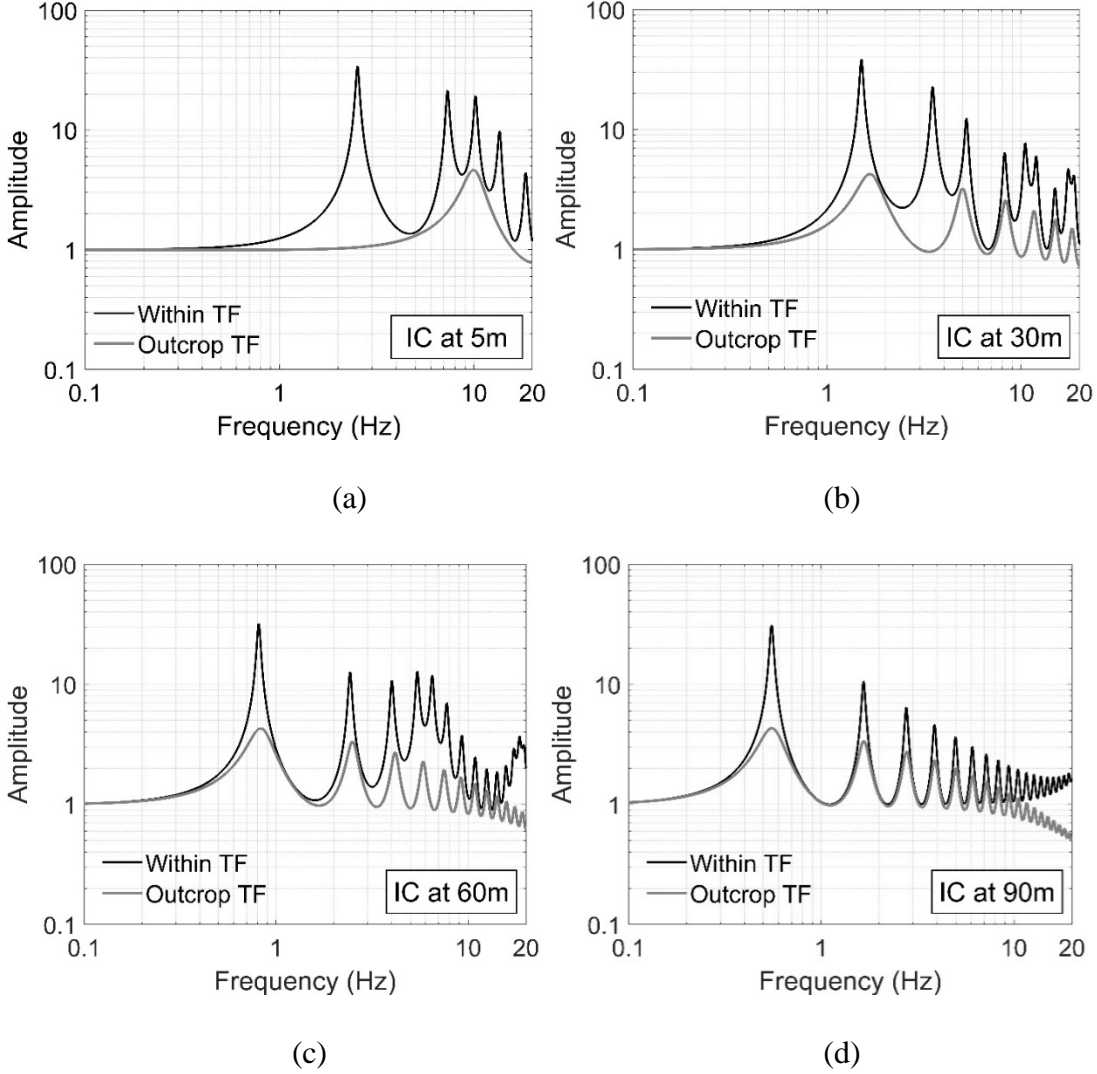 100
10
1
0.1
Amplitude
Within TF
Outcrop TF
IC at 5m
0.1 1 10 20
Frequency (Hz)
(a)
100
10
1
0.1
Amplitude
Within TF
Outcrop TF
IC at 30m
0.1 1 10 20
Frequency (Hz)
(b)
100
10
1
0.1
Amplitude
Within TF
Outcrop TF
IC at 60m
0.1 1 10 20
Frequency (Hz)
(c)
100
10
1
0.1
Amplitude
Within TF
Outcrop TF
IC at 90m
0.1 1 10 20
Frequency (Hz)
(d)